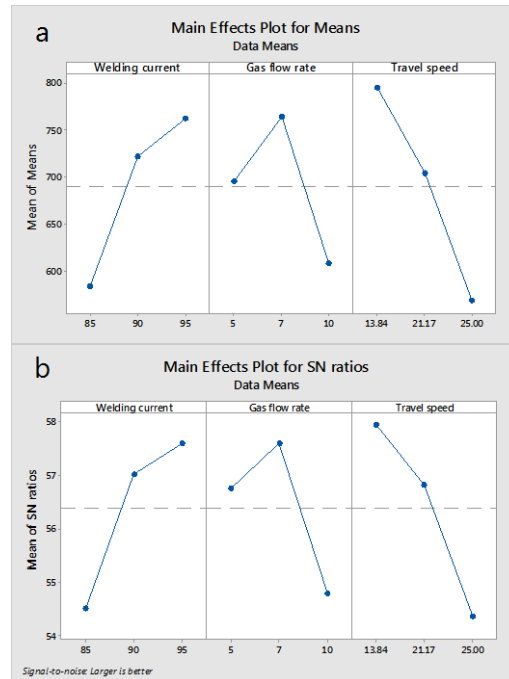 a
Main Effects Plot for Means
Data Means
Welding current Gas flow rate Travel speed
Mean of Means
800
750
700
650
600
85 90 95 5 7 10 13.84 21.17 25.00
b
Main Effects Plot for SN ratios
Data Means
Welding current Gas flow rate Travel speed
Mean of SN ratios
58
57
56
55
54
85 90 95 5 7 10 13.84 21.17 25.00
Signal-to-noise: Larger is better